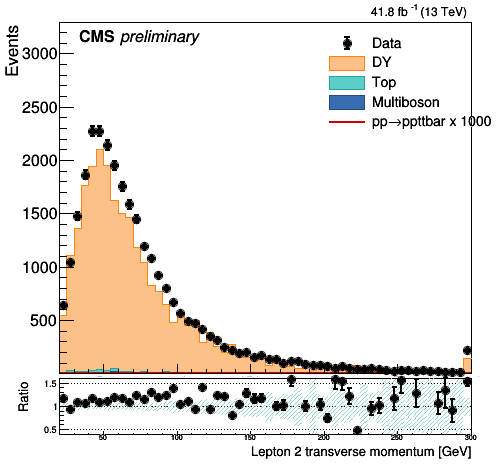 41.8 fb⁻¹ (13 TeV)
CMS preliminary
Events
3000
2500
2000
1500
1000
500
Data
DY
Top
Multiboson
pp→ppttbar x 1000
Ratio
1.5
1
0.5
50
100
150
200
250
300
Lepton 2 transverse momentum [GeV]